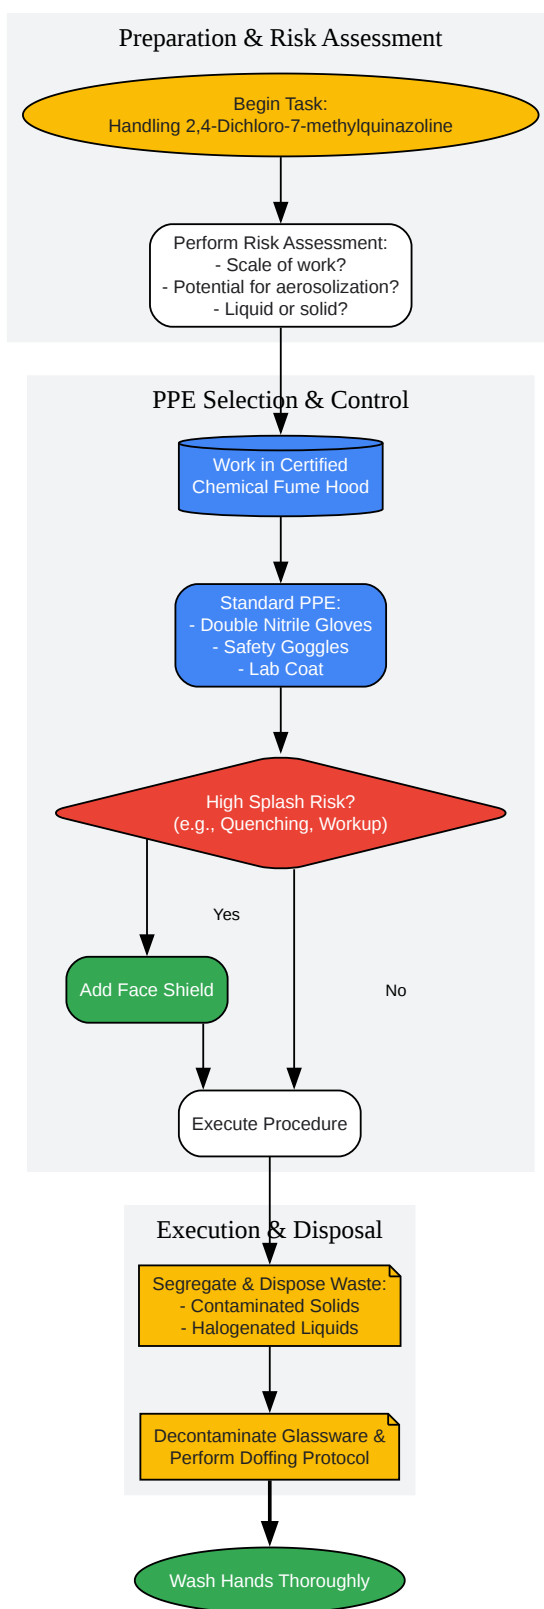 Preparation & Risk Assessment
Begin Task:
Handling 2,4-Dichloro-7-methylquinazoline
Perform Risk Assessment:
- Scale of work?
- Potential for aerosolization?
- Liquid or solid?
PPE Selection & Control
Work in Certified
Chemical Fume Hood
Standard PPE:
- Double Nitrile Gloves
- Safety Goggles
- Lab Coat
High Splash Risk?
(e.g., Quenching, Workup)
Yes
Add Face Shield
No
Execute Procedure
Execution & Disposal
Segregate & Dispose Waste:
- Contaminated Solids
- Halogenated Liquids
Decontaminate Glassware &
Perform Doffing Protocol
Wash Hands Thoroughly